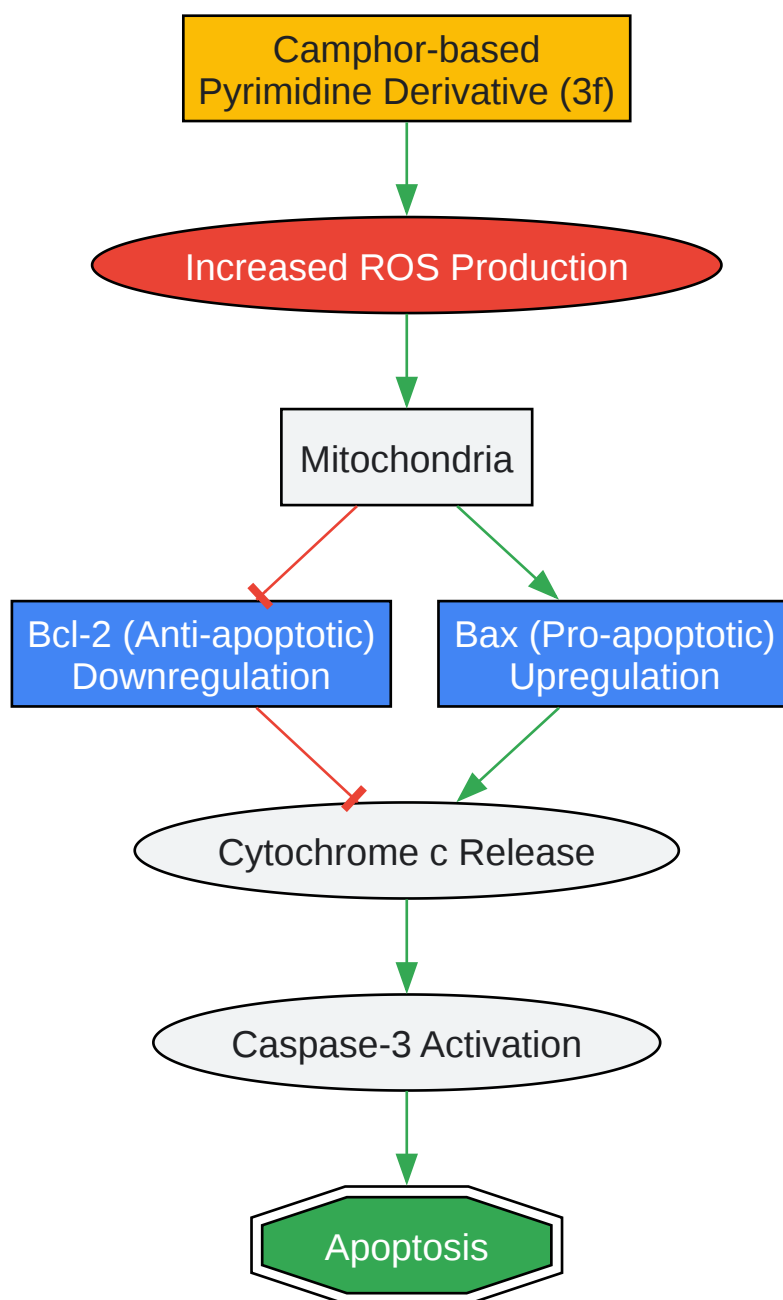 Camphor-based
Pyrimidine Derivative (3f)
Increased ROS Production
Mitochondria
Bcl-2 (Anti-apoptotic)
Downregulation
Bax (Pro-apoptotic)
Upregulation
Cytochrome c Release
Caspase-3 Activation
Apoptosis